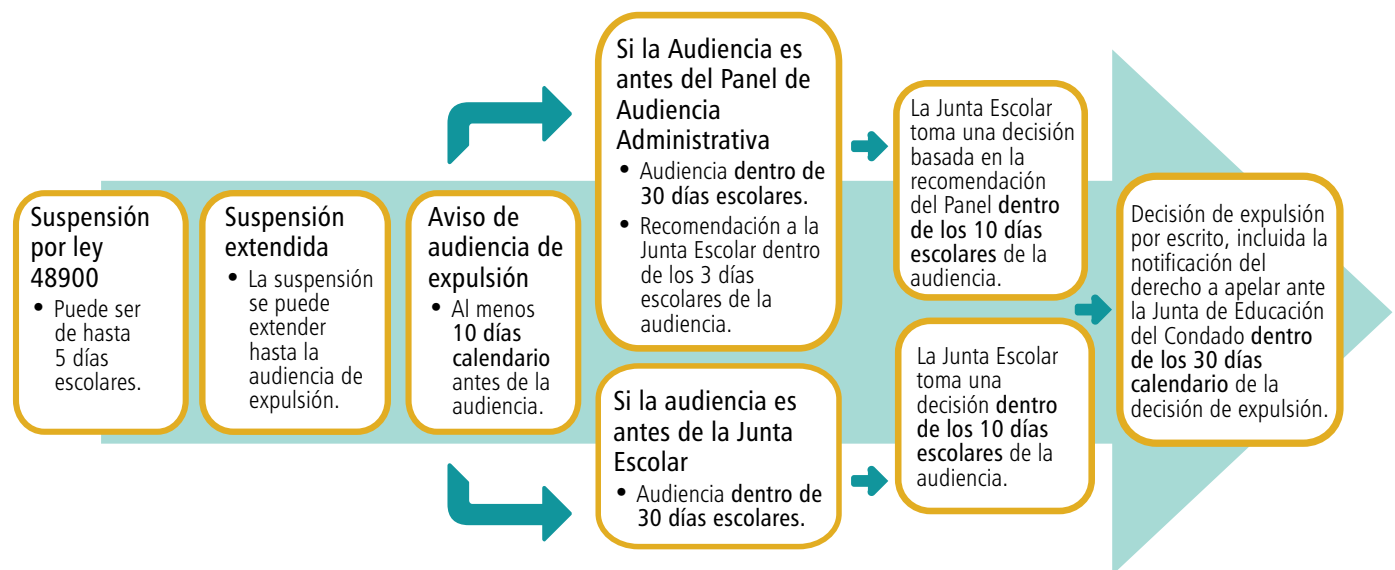 Suspensión
por ley
48900
• Puede ser
de hasta
5 días
escolares.
Suspensión
extendida
• La suspensión
se puede
extender
hasta la
audiencia de
expulsión.
Aviso de
audiencia de
expulsión
• Al menos
10 días
calendario
antes de la
audiencia.
Si la Audiencia es
antes del Panel de
Audiencia
Administrativa
• Audiencia dentro de
30 días escolares.
• Recomendación a la
Junta Escolar dentro
de los 3 días
escolares de la
audiencia.
La Junta Escolar
toma una decisión
basada en la
recomendación
del Panel dentro
de los 10 días
escolares de la
audiencia.
Si la audiencia es
antes de la Junta
Escolar
• Audiencia dentro de
30 días escolares.
La Junta Escolar
toma una
decisión dentro
de los 10 días
escolares de la
audiencia.
Decisión de expulsión
por escrito, incluida la
notificación del
derecho a apelar ante
la Junta de Educación
del Condado dentro
de los 30 días
calendario de la
decisión de expulsión.